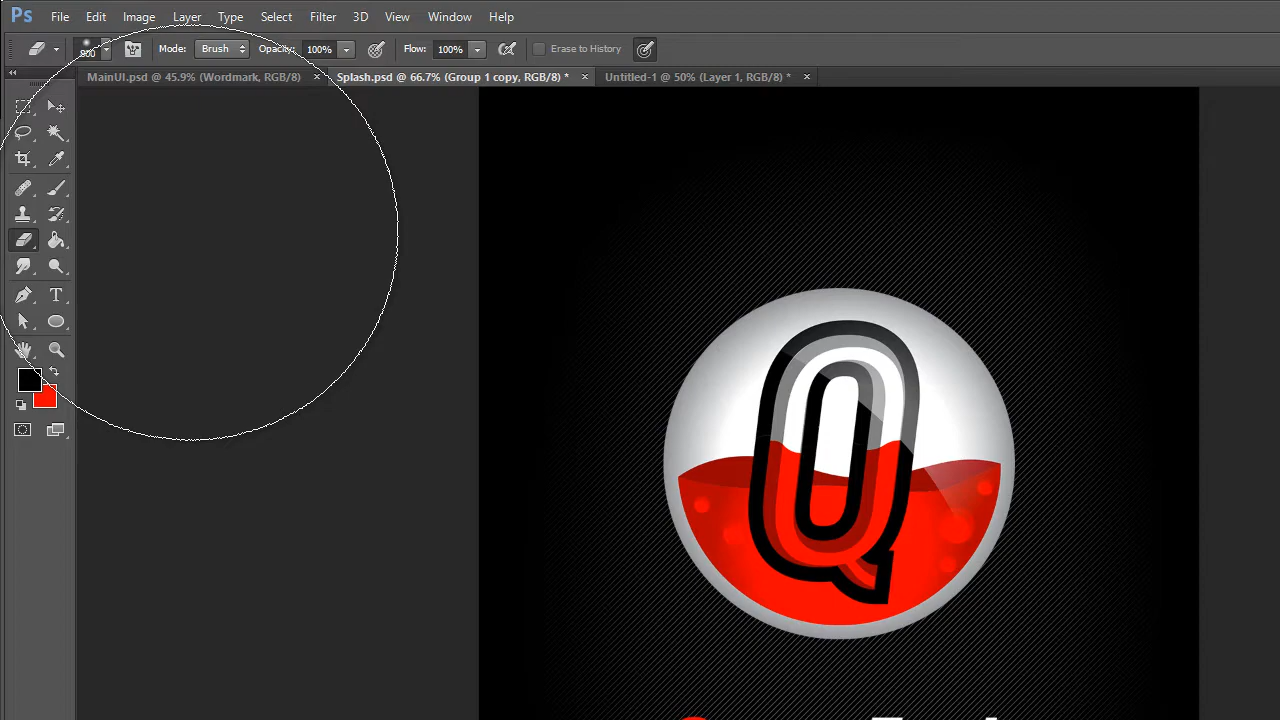 Ps File Edit Image Layer Type Select Filter 3D View Window Help
900 Mode: Brush Opacity: 100% Flow: 100% Erase to History
MainUI.psd @ 45.9% (Wordmark, RGB/8) × Splash.psd @ 66.7% (Group 1 copy, RGB/8) * × Untitled-1 @ 50% (Layer 1, RGB/8) * ×
T
Q